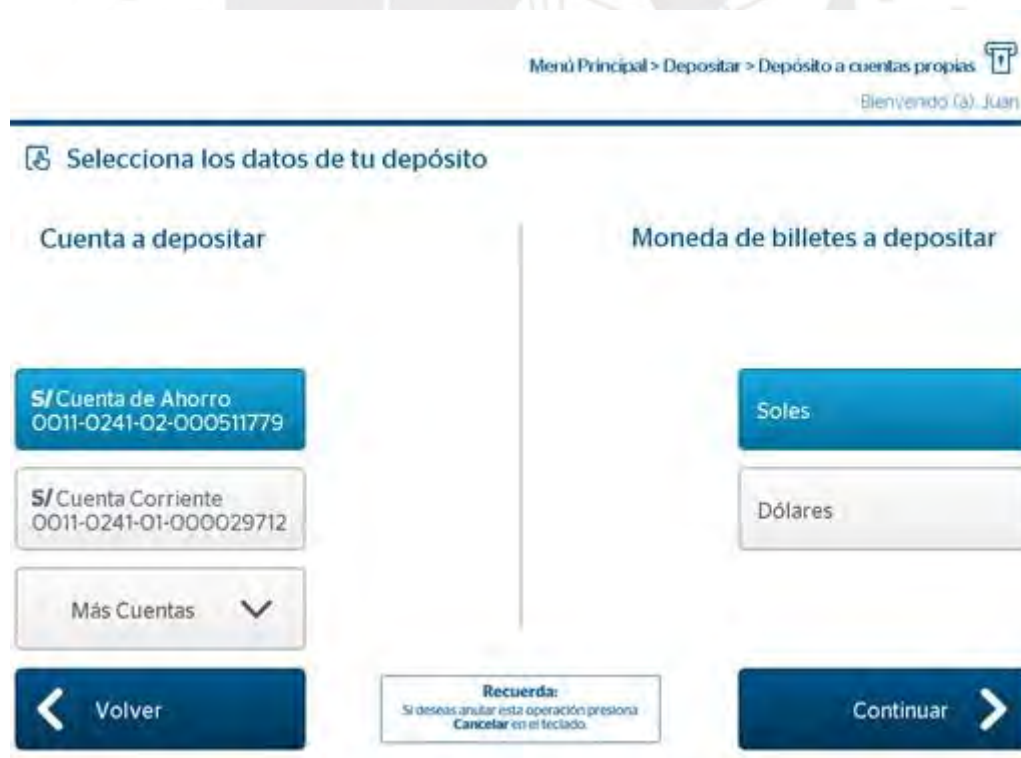 Menú Principal > Depositar > Depósito a cuentas propias
Bienvenido (a). Juan
Selecciona los datos de tu depósito
Cuenta a depositar
Moneda de billetes a depositar
S/ Cuenta de Ahorro
0011-0241-02-000511779
Soles
S/ Cuenta Corriente
0011-0241-01-000029712
Dólares
Más Cuentas
Volver
Recuerda:
Si deseas anular esta operación presiona
Cancelar en el teclado.
Continuar